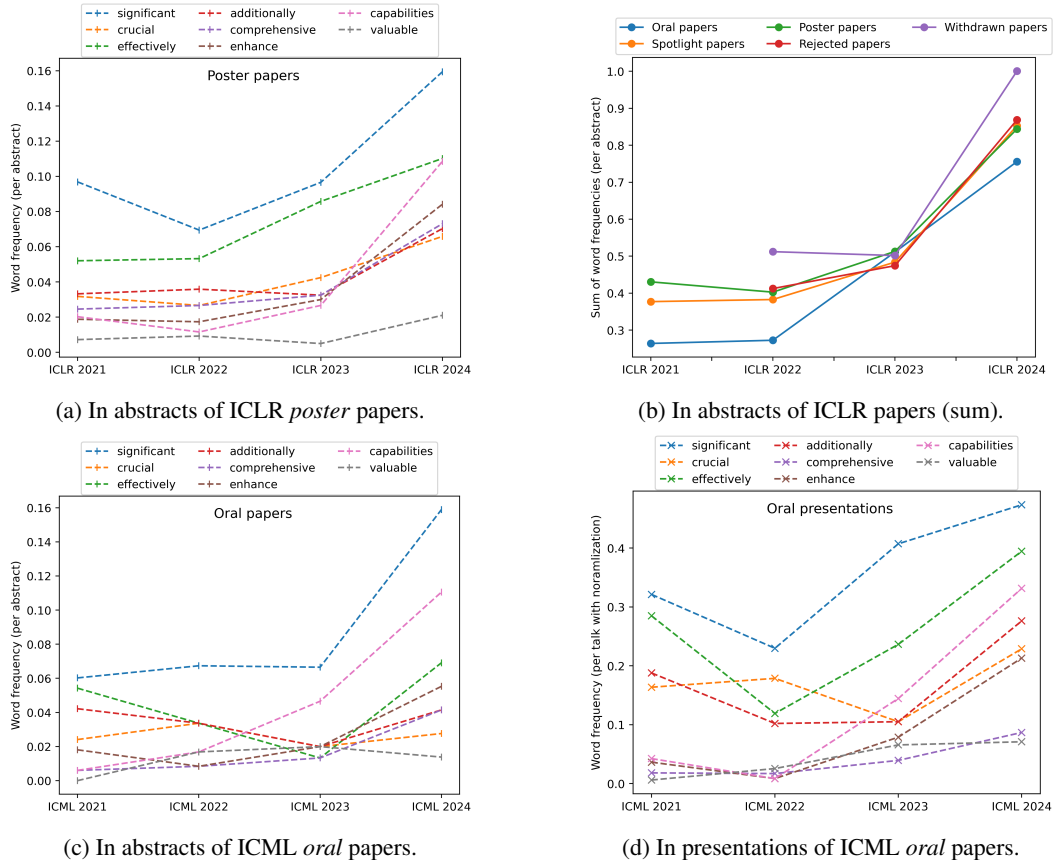 significant additionally capabilities
crucial comprehensive valuable
effectively enhance
Poster papers
Word frequency (per abstract)
0.16
0.14
0.12
0.10
0.08
0.06
0.04
0.02
0.00
ICLR 2021 ICLR 2022 ICLR 2023 ICLR 2024
(a) In abstracts of ICLR poster papers.
Oral papers Poster papers Withdrawn papers
Spotlight papers Rejected papers
Sum of word frequencies (per abstract)
1.0
0.9
0.8
0.7
0.6
0.5
0.4
0.3
ICLR 2021 ICLR 2022 ICLR 2023 ICLR 2024
(b) In abstracts of ICLR papers (sum).
significant additionally capabilities
crucial comprehensive valuable
effectively enhance
Oral papers
Word frequency (per abstract)
0.16
0.14
0.12
0.10
0.08
0.06
0.04
0.02
0.00
ICML 2021 ICML 2022 ICML 2023 ICML 2024
(c) In abstracts of ICML oral papers.
significant additionally capabilities
crucial comprehensive valuable
effectively enhance
Oral presentations
Word frequency (per talk with noramlization)
0.4
0.3
0.2
0.1
0.0
ICML 2021 ICML 2022 ICML 2023 ICML 2024
(d) In presentations of ICML oral papers.